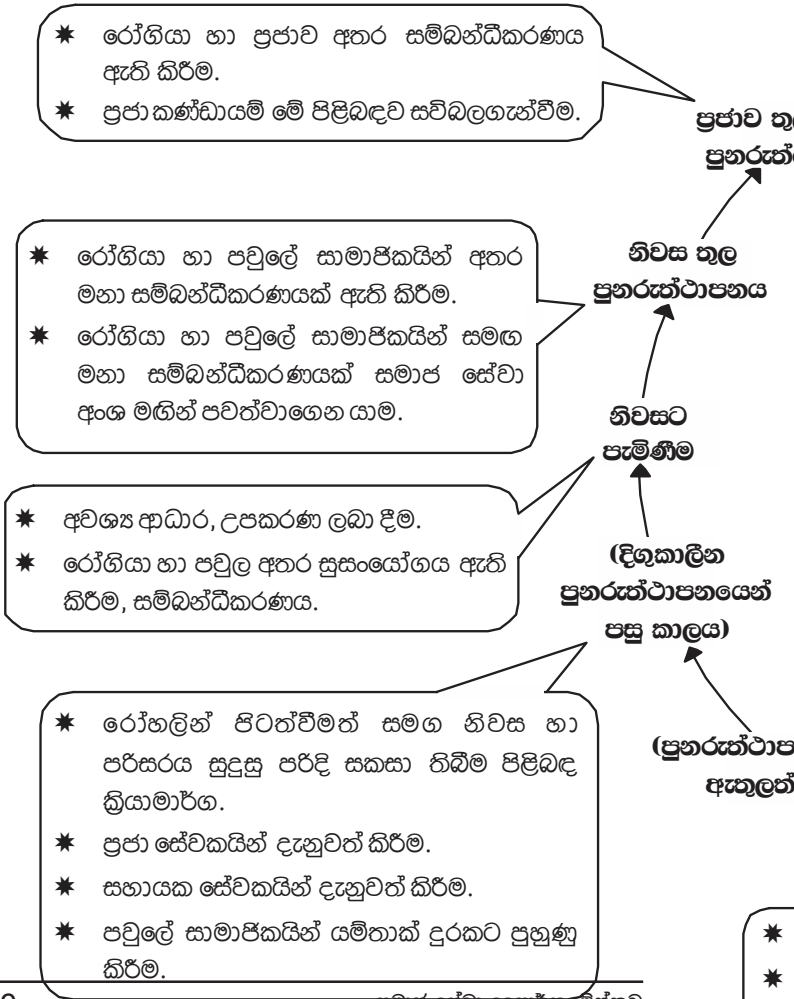 ✷ රෝගියා හා ප්‍රජාව අතර සම්බන්ධීකරණය
ඇති කිරීම.
✷ ප්‍රජා කණ්ඩායම් මේ පිළිබඳව සවිබලගැන්වීම.
ප්‍රජාව
නිවස තුල
පුනරුත්ථාපනය
✷ රෝගියා හා පවුලේ සාමාජිකයින් අතර
මනා සම්බන්ධීකරණයක් ඇති කිරීම.
✷ රෝගියා හා පවුලේ සාමාජිකයින් සමඟ
මනා සම්බන්ධීකරණයක් සමාජ සේවා
අංශ මඟින් පවත්වාගෙන යාම.
නිවසට
පැමිණීම
✷ අවශ්‍ය ආධාර, උපකරණ ලබා දීම.
✷ රෝගියා හා පවුල අතර සුසංයෝගය ඇති
කිරීම, සම්බන්ධීකරණය.
(දිගුකාලීන
පුනරුත්ථාපනයෙන්
පසු කාලය)
✷ රෝහලින් පිටත්වීමත් සමග නිවස හා
පරිසරය සුදුසු පරිදි සකසා තිබීම පිළිබඳ
ක්‍රියාමාර්ග.
✷ ප්‍රජා සේවකයින් දැනුවත් කිරීම.
✷ සහායක සේවකයින් දැනුවත් කිරීම.
✷ පවුලේ සාමාජිකයින් යම්තාක් දුරකට පුහුණු
කිරීම.